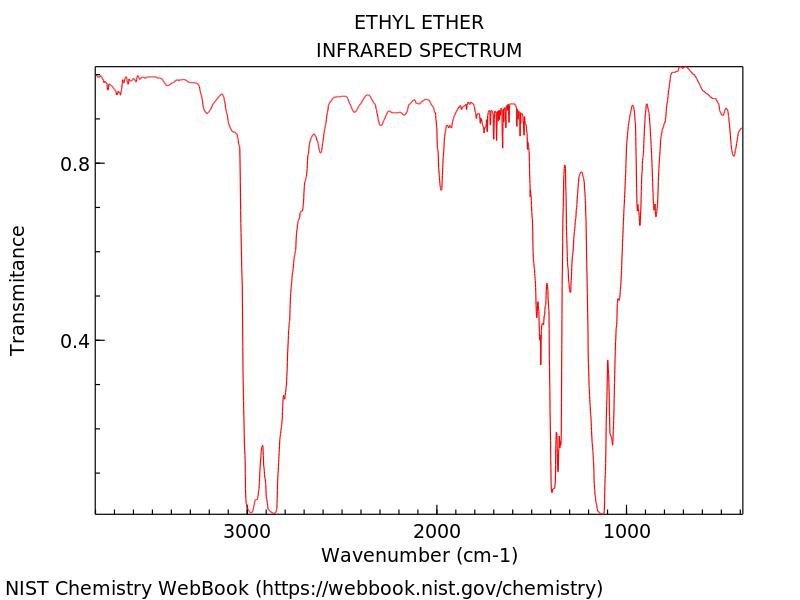 ETHYL ETHER
INFRARED SPECTRUM
Transmitance
0.8
0.4
3000 2000 1000
Wavenumber (cm-1)
NIST Chemistry WebBook (https://webbook.nist.gov/chemistry)